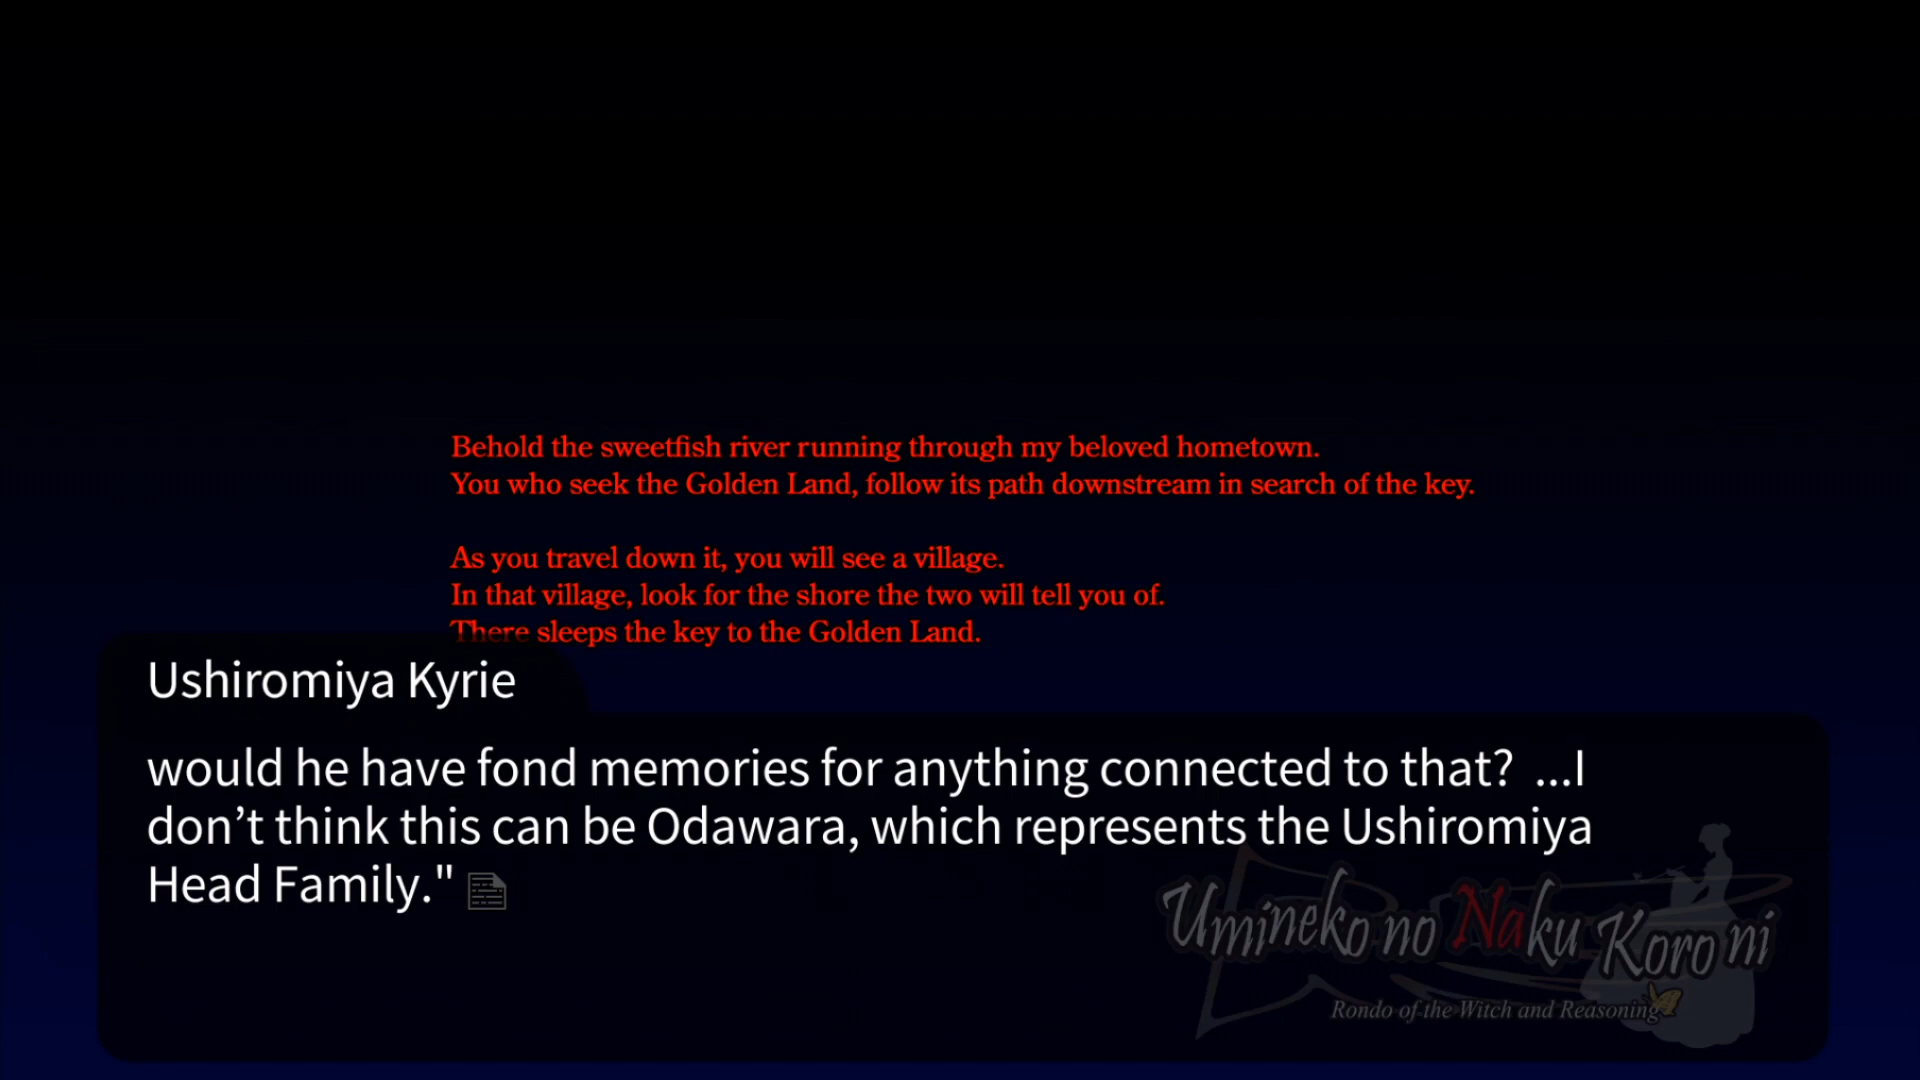 Behold the sweetfish river running through my beloved hometown.
You who seek the Golden Land, follow its path downstream in search of the key.
As you travel down it, you will see a village.
In that village, look for the shore the two will tell you of.
There sleeps the key to the Golden Land.
Ushiromiya Kyrie
would he have fond memories for anything connected to that?  ...I
don’t think this can be Odawara, which represents the Ushiromiya
Head Family."
Umineko no Naku Koro ni
Rondo of the Witch and Reasoning